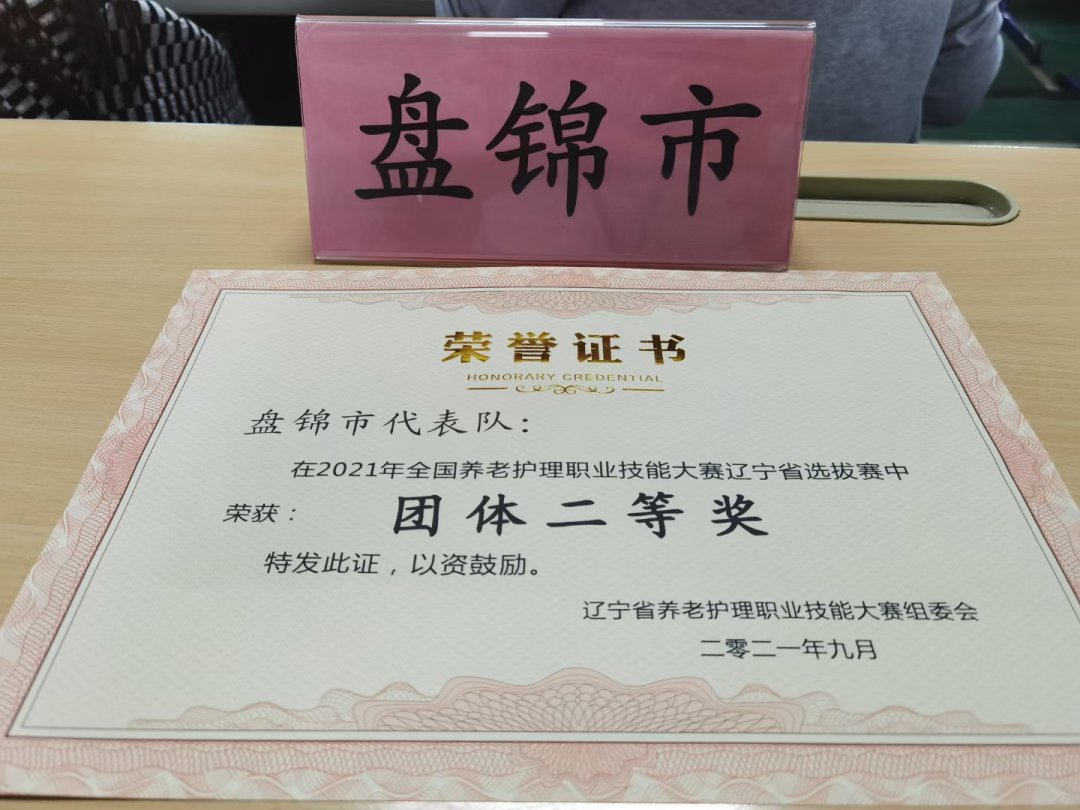 盘锦市
荣誉证书
HONORARY CREDENTIAL
盘锦市代表队：
在2021年全国养老护理职业技能大赛辽宁省选拔赛中
荣获：团体二等奖
特发此证，以资鼓励。
辽宁省养老护理职业技能大赛组委会
二零二一年九月